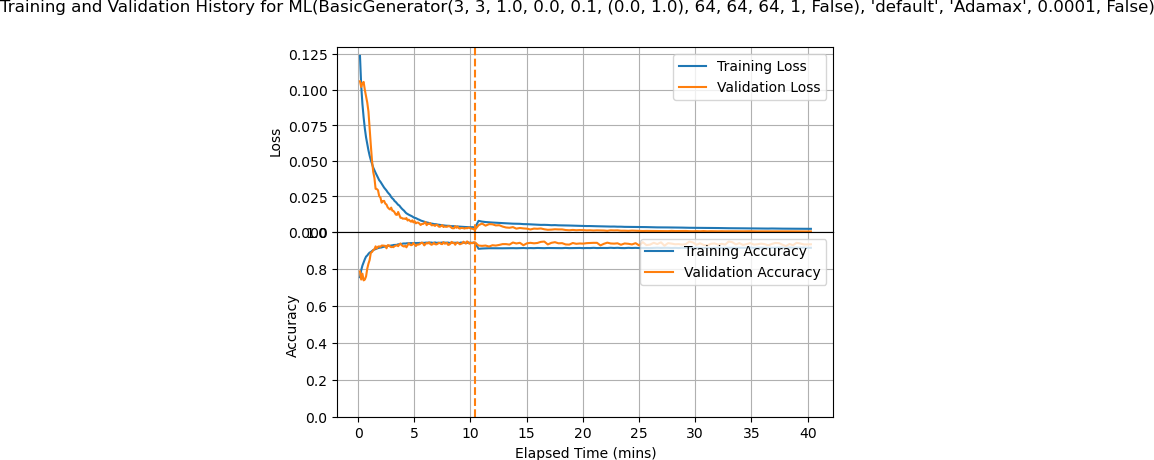 Training and Validation History for ML(BasicGenerator(3, 3, 1.0, 0.0, 0.1, (0.0, 1.0), 64, 64, 64, 1, False), 'default', 'Adamax', 0.0001, False)
0.125
0.100
0.075
0.050
0.025
0.000
Loss
Training Loss
Validation Loss
1.0
0.8
0.6
0.4
0.2
0.0
Accuracy
Training Accuracy
Validation Accuracy
0 5 10 15 20 25 30 35 40
Elapsed Time (mins)